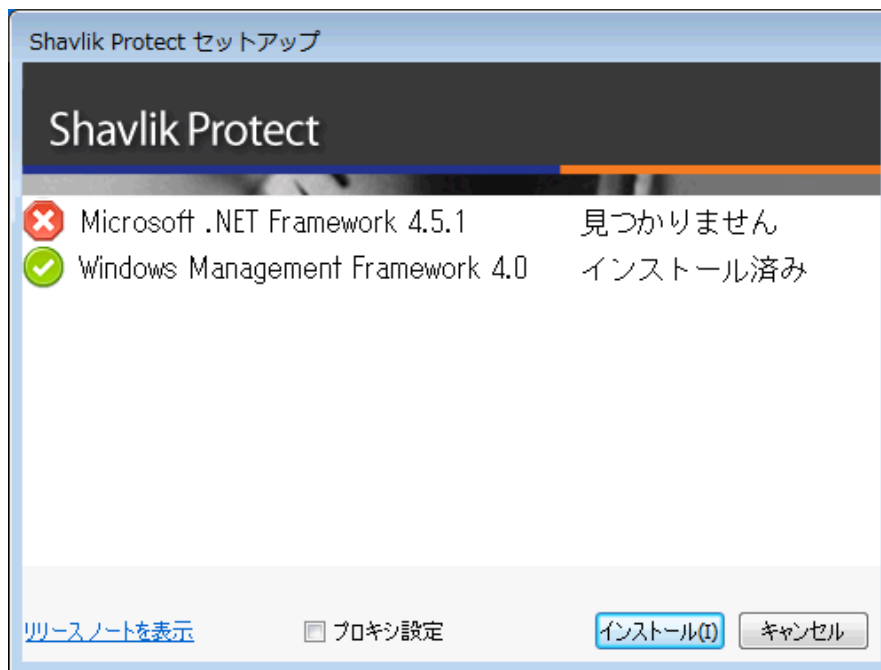 Shavlik Protect セットアップ
Shavlik Protect
Microsoft .NET Framework 4.5.1 見つかりません
Windows Management Framework 4.0 インストール済み
リリース ノートを表示 プロキシ設定 インストール(I) キャンセル